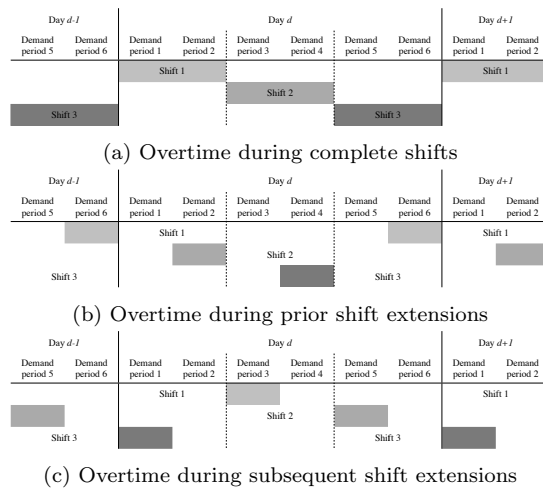 Day d-1 Day d Day d+1
Demand period 5 Demand period 6 Demand period 1 Demand period 2 Demand period 3 Demand period 4 Demand period 5 Demand period 6 Demand period 1 Demand period 2
Shift 1 Shift 1
Shift 2
Shift 3 Shift 3
(a) Overtime during complete shifts
Day d-1 Day d Day d+1
Demand period 5 Demand period 6 Demand period 1 Demand period 2 Demand period 3 Demand period 4 Demand period 5 Demand period 6 Demand period 1 Demand period 2
Shift 1 Shift 1
Shift 2
Shift 3 Shift 3
(b) Overtime during prior shift extensions
Day d-1 Day d Day d+1
Demand period 5 Demand period 6 Demand period 1 Demand period 2 Demand period 3 Demand period 4 Demand period 5 Demand period 6 Demand period 1 Demand period 2
Shift 1 Shift 1
Shift 2
Shift 3 Shift 3
(c) Overtime during subsequent shift extensions